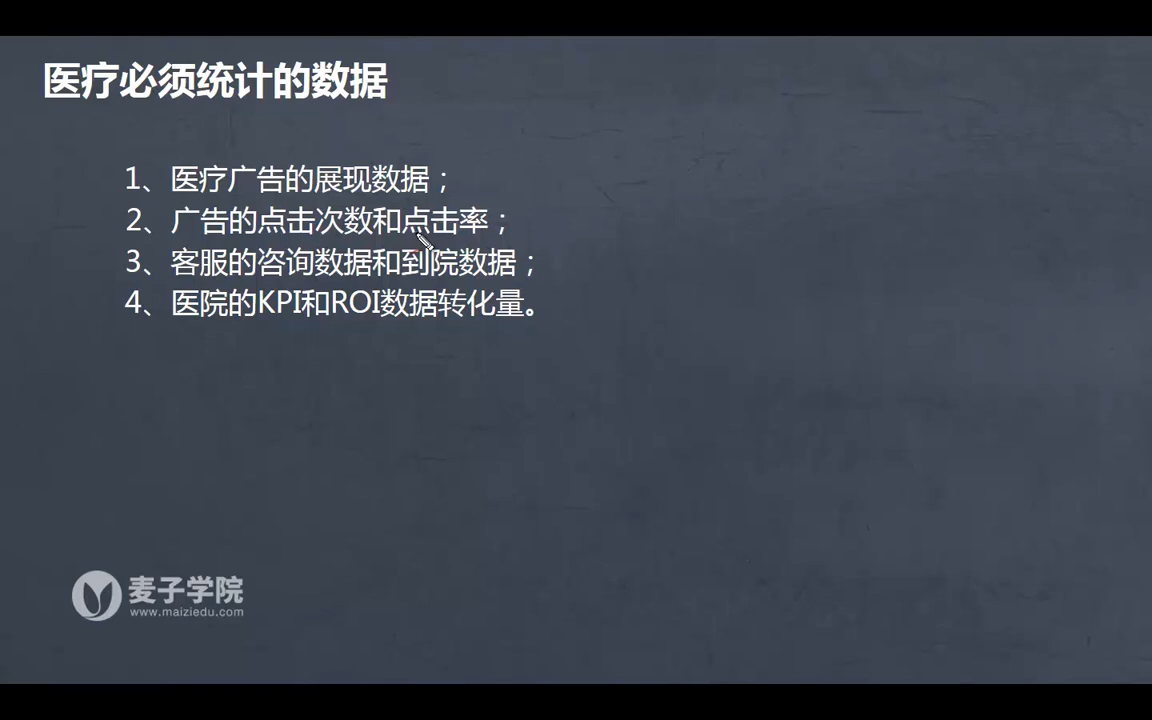 医疗必须统计的数据
1、医疗广告的展现数据；
2、广告的点击次数和点击率；
3、客服的咨询数据和到院数据；
4、医院的KPI和ROI数据转化量。
麦子学院
www.maiziedu.com